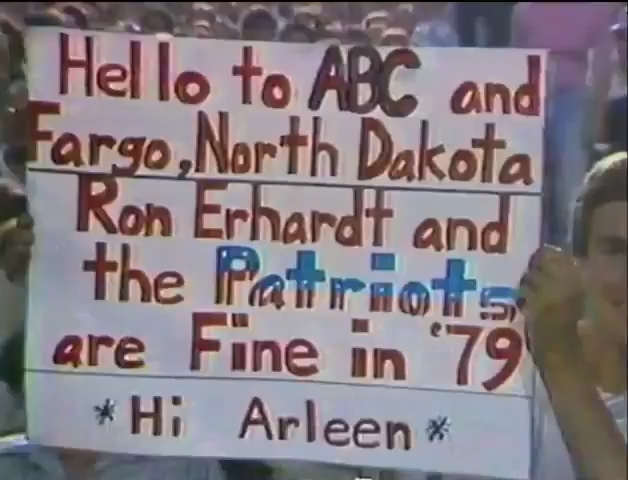 Hello to ABC and
Fargo, North Dakota
Ron Erhardt and
the Patriots
are Fine in '79
*Hi Arleen*